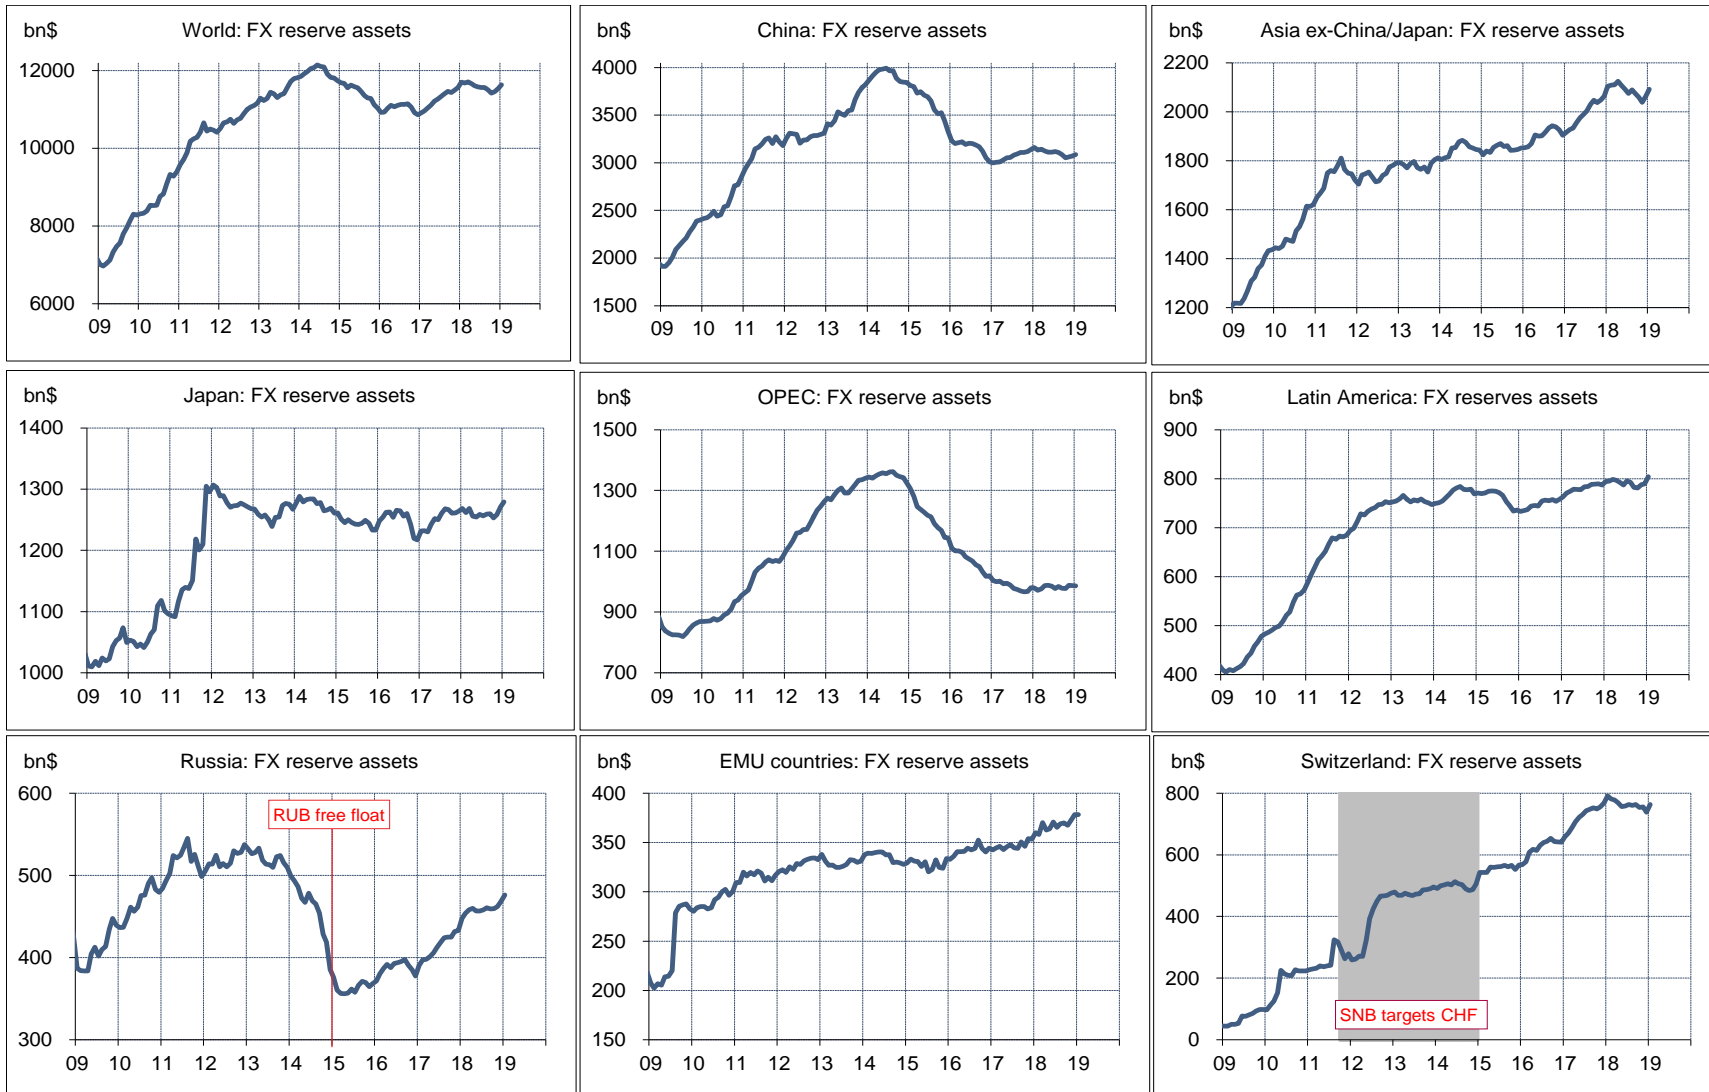 bn$ World: FX reserve assets
12000
10000
8000
6000
09 10 11 12 13 14 15 16 17 18 19
bn$ China: FX reserve assets
4000
3500
3000
2500
2000
1500
09 10 11 12 13 14 15 16 17 18 19
bn$ Asia ex-China/Japan: FX reserve assets
2200
2000
1800
1600
1400
1200
09 10 11 12 13 14 15 16 17 18 19
bn$ Japan: FX reserve assets
1400
1300
1200
1100
1000
09 10 11 12 13 14 15 16 17 18 19
bn$ OPEC: FX reserve assets
1500
1300
1100
900
700
09 10 11 12 13 14 15 16 17 18 19
bn$ Latin America: FX reserves assets
900
800
700
600
500
400
09 10 11 12 13 14 15 16 17 18 19
bn$ Russia: FX reserve assets
600
RUB free float
500
400
300
09 10 11 12 13 14 15 16 17 18 19
bn$ EMU countries: FX reserve assets
400
350
300
250
200
150
09 10 11 12 13 14 15 16 17 18 19
bn$ Switzerland: FX reserve assets
800
600
400
200
SNB targets CHF
0
09 10 11 12 13 14 15 16 17 18 19